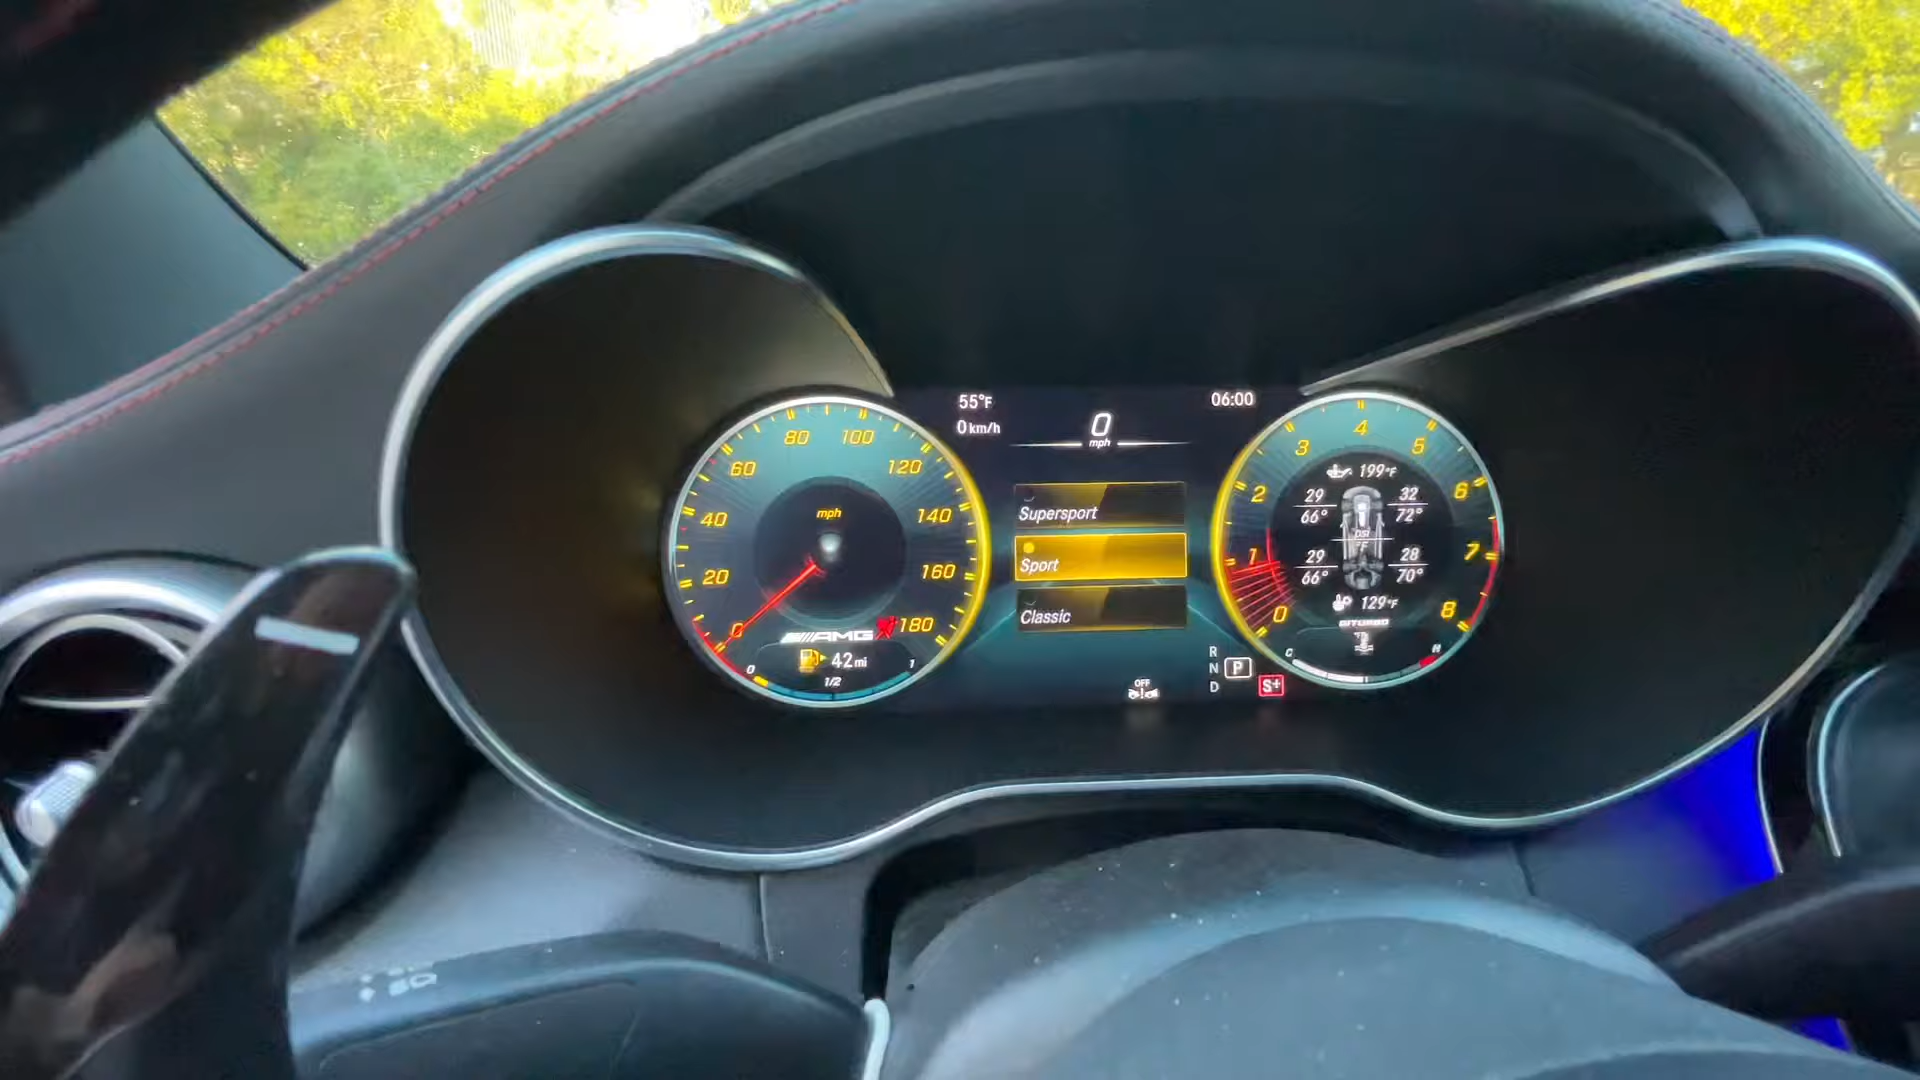 55°F
0 km/h
0
mph
06:00
Supersport
Sport
Classic
R
N
D
P
S+
OFF
0
20
40
60
80
100
120
140
160
180
mph
AMG
42 mi
0
1/2
1
0
1
2
3
4
5
6
7
8
199°F
29
66°
32
72°
29
66°
28
70°
129°F
BITURBO
C
H